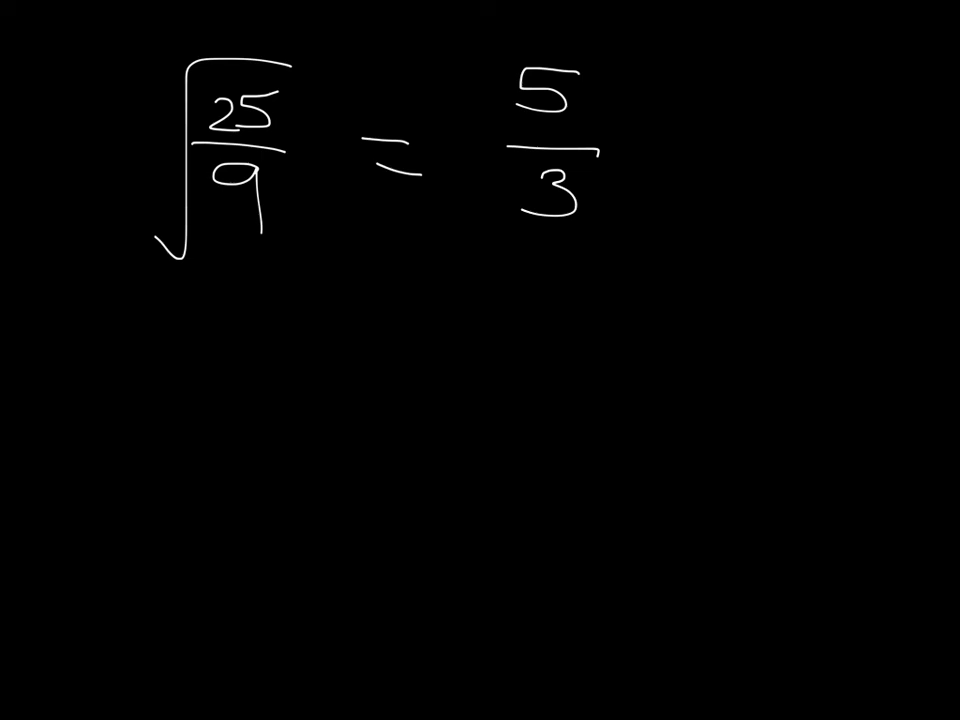 √(25/9) = 5/3